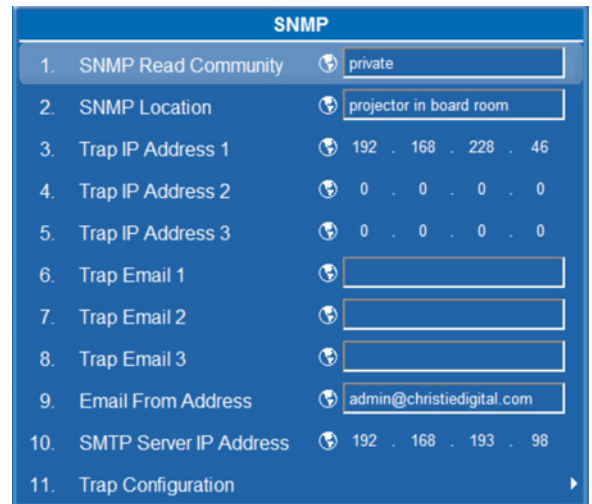 SNMP
1. SNMP Read Community private
2. SNMP Location projector in board room
3. Trap IP Address 1 192 . 168 . 228 . 46
4. Trap IP Address 2 0 . 0 . 0 . 0
5. Trap IP Address 3 0 . 0 . 0 . 0
6. Trap Email 1
7. Trap Email 2
8. Trap Email 3
9. Email From Address admin@christiedigital.com
10. SMTP Server IP Address 192 . 168 . 193 . 98
11. Trap Configuration